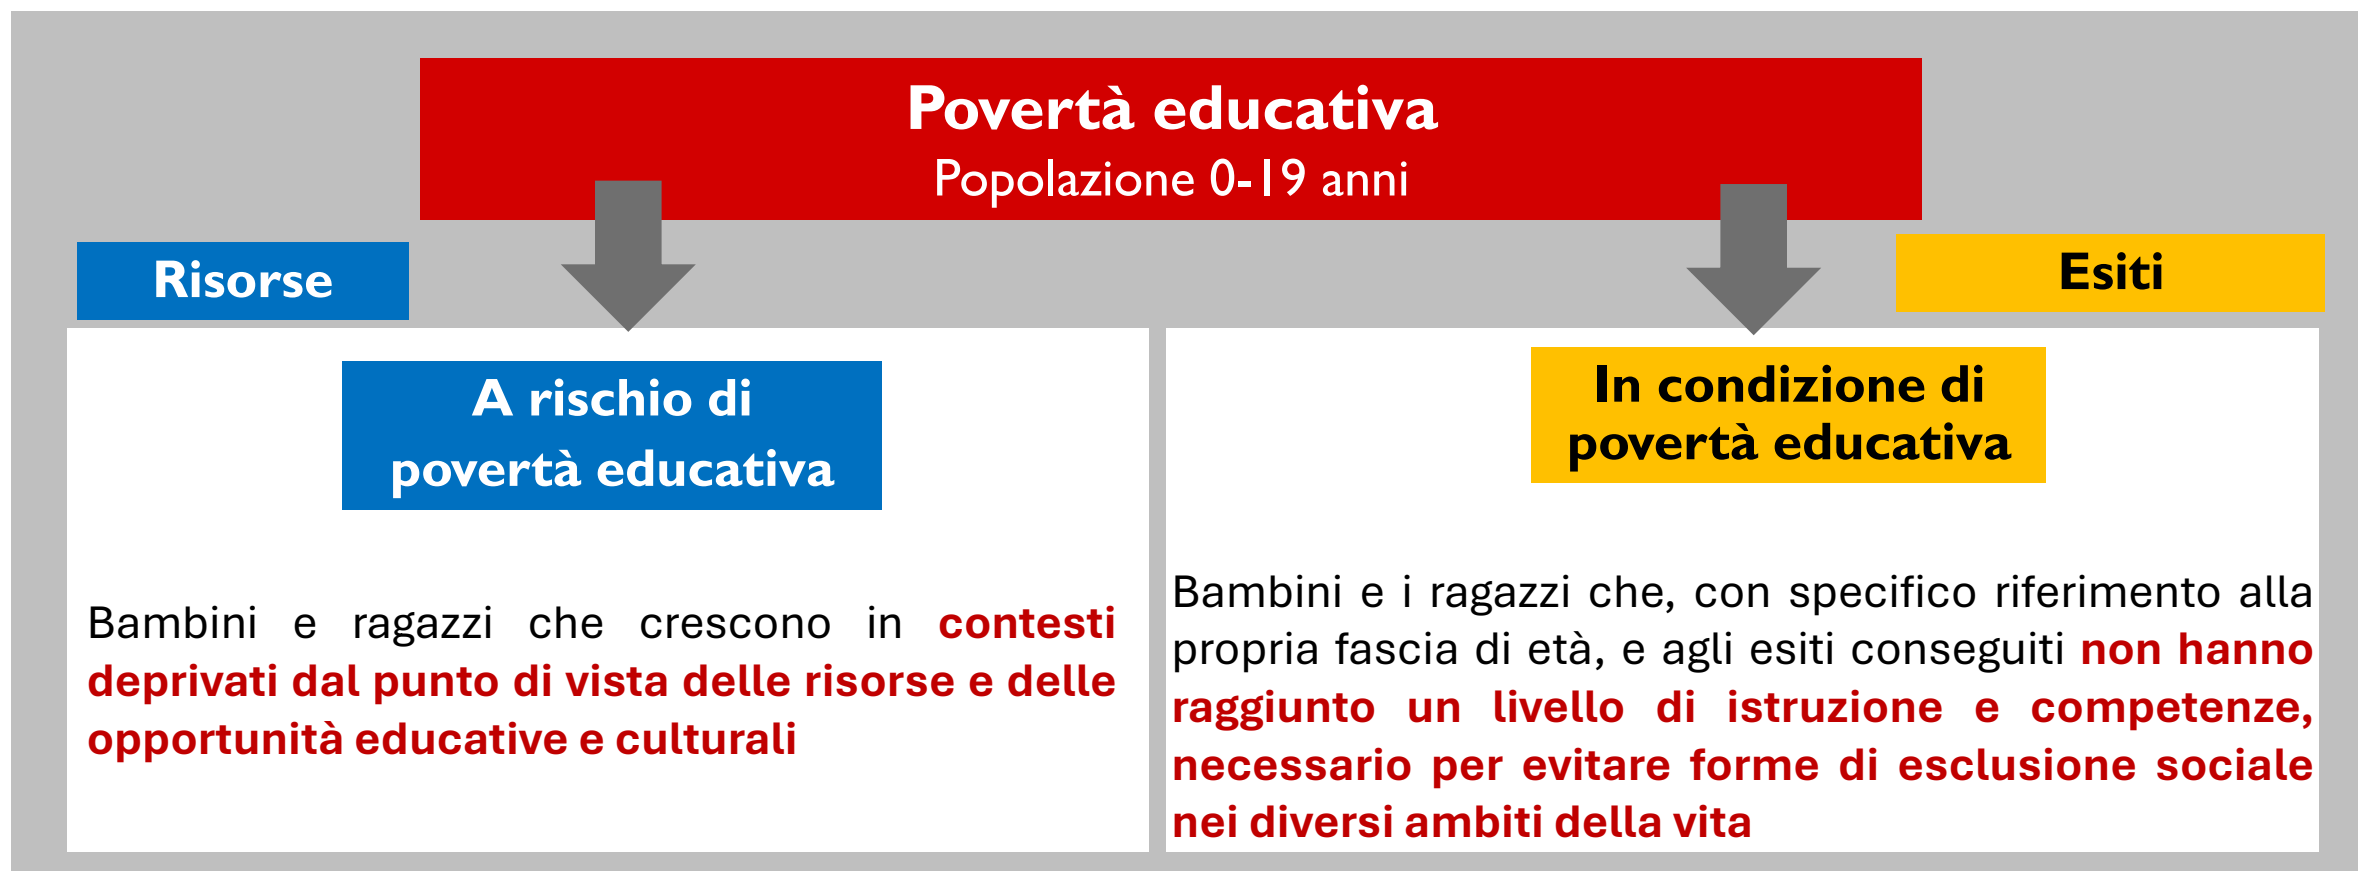 Povertà educativa
Popolazione 0-19 anni
Risorse
Esiti
A rischio di
povertà educativa
Bambini e ragazzi che crescono in contesti
deprivati dal punto di vista delle risorse e delle
opportunità educative e culturali
In condizione di
povertà educativa
Bambini e i ragazzi che, con specifico riferimento alla
propria fascia di età, e agli esiti conseguiti non hanno
raggiunto un livello di istruzione e competenze,
necessario per evitare forme di esclusione sociale
nei diversi ambiti della vita